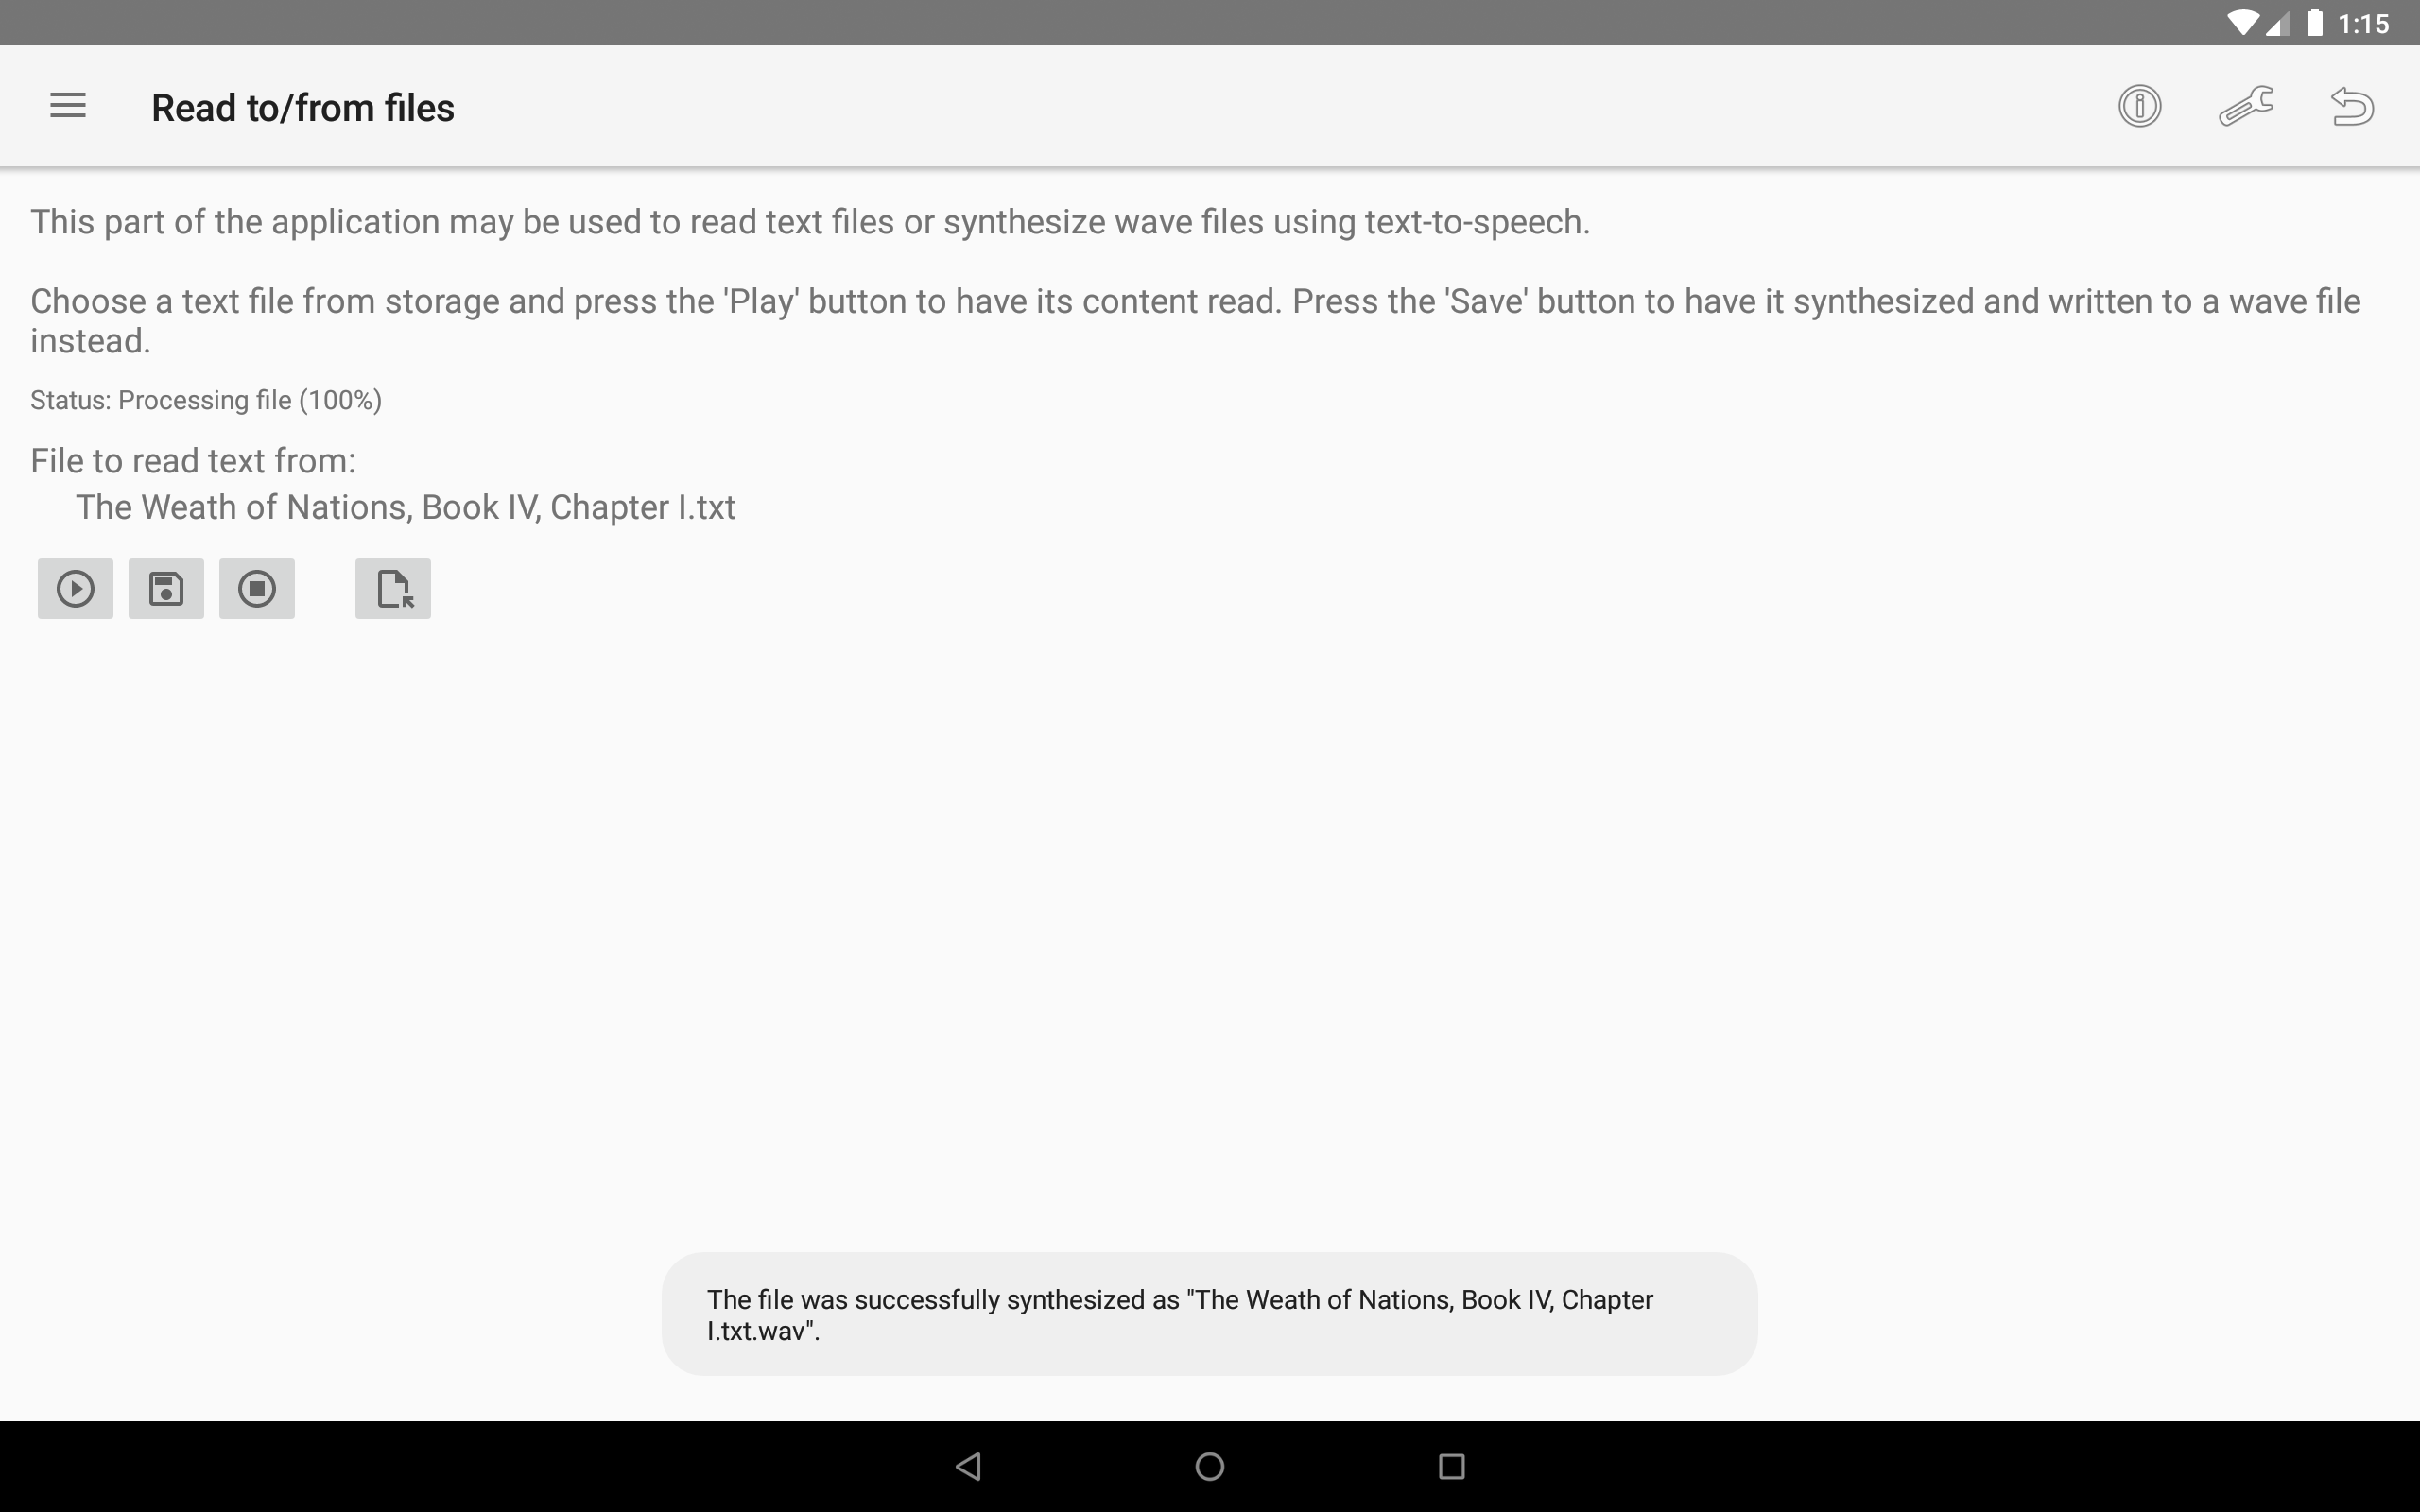 1:15
Read to/from files
This part of the application may be used to read text files or synthesize wave files using text-to-speech.
Choose a text file from storage and press the 'Play' button to have its content read. Press the 'Save' button to have it synthesized and written to a wave file
instead.
Status: Processing file (100%)
File to read text from:
The Weath of Nations, Book IV, Chapter I.txt
The file was successfully synthesized as "The Weath of Nations, Book IV, Chapter
I.txt.wav".